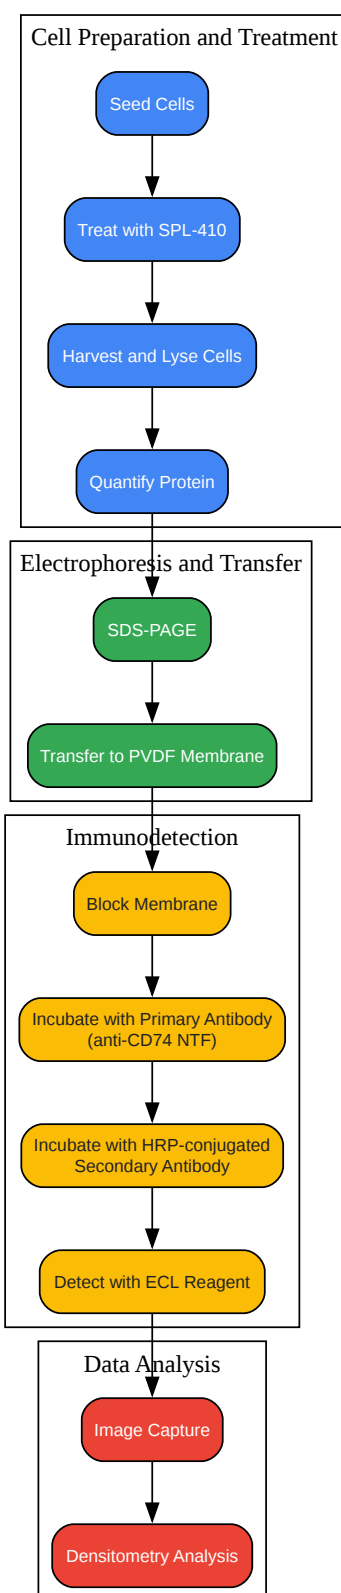 Cell Preparation and Treatment
Seed Cells
Treat with SPL-410
Harvest and Lyse Cells
Quantify Protein
Electrophoresis and Transfer
SDS-PAGE
Transfer to PVDF Membrane
Immunodetection
Block Membrane
Incubate with Primary Antibody
(anti-CD74 NTF)
Incubate with HRP-conjugated
Secondary Antibody
Detect with ECL Reagent
Data Analysis
Image Capture
Densitometry Analysis